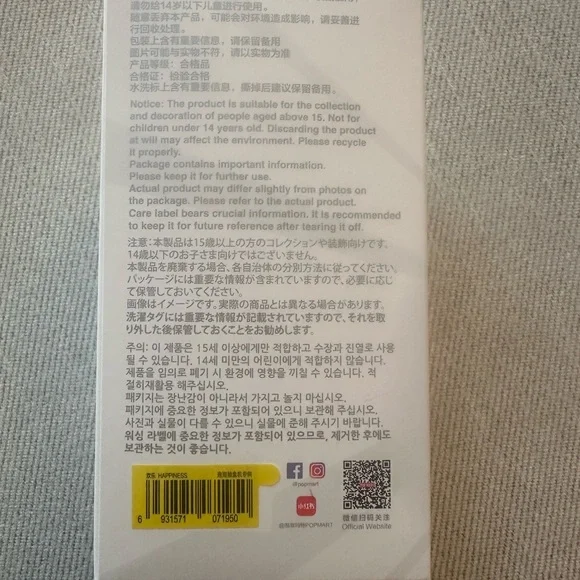 请勿给14岁以下儿童使用。
随意丢弃本产品，可能会对环境造成影响，请妥善进
行回收处理。
包装上含有重要信息，请保留备用
图片可能与实物不符，请以实物为准
产品等级：合格品
合格证：检验合格
水洗标上含有重要信息，撕掉后建议保留备用。
Notice: The product is suitable for the collection
and decoration of people aged above 15. Not for
children under 14 years old. Discarding the product
at will may affect the environment. Please recycle
it properly.
Package contains important information.
Please keep it for further use.
Actual product may differ slightly from photos on
the package. Please refer to the actual product.
Care label bears crucial information. It is recommended
to keep it for future reference after tearing it off.
注意：本製品は15歳以上の方のコレクションや装飾向けです。
14歳以下のお子さま向けではございません。
本製品を廃棄する場合、各自治体の分別方法に従ってください。
パッケージには重要な情報が含まれていますので、必要に応じ
て保管しておいてください。
画像はイメージです。実際の商品とは異なる場合があります。
洗濯タグには重要な情報が記載されていますので、それを取
り外した後保管しておくことをお勧めします。
주의: 이 제품은 15세 이상에게만 적합하고 수장과 진열로 사용
될 수 있습니다. 14세 미만의 어린이에게 적합하지 않습니다.
제품을 임의로 폐기 시 환경에 영향을 끼칠 수 있습니다. 적
절히재활용 해주십시오.
패키지는 장난감이 아니라서 가지고 놀지 마십시오.
패키지에 중요한 정보가 포함되어 있으니 보관해 주십시오.
사진과 실물이 다를 수 있으니 실물에 준해 주시기 바랍니다.
워싱 라벨에 중요한 정보가 포함되어 있으므로, 제거한 후에도
보관하는 것이 좋습니다.
欢乐 HAPPINESS
6 931571 071950
@popmart
小红书
@泡泡玛特POPMART
微信扫码关注
Official Website